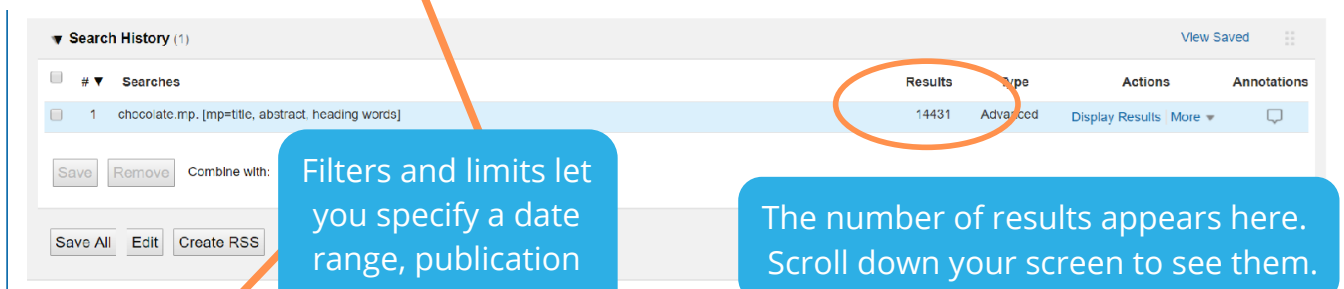 ▼ Search History (1) View Saved
# ▼ Searches Results Type Actions Annotations
1 chocolate.mp. [mp=title, abstract, heading words] 14431 Advanced Display Results More ▼
Save Remove Combine with:
Save All Edit Create RSS
Filters and limits let
you specify a date
range, publication
The number of results appears here.
Scroll down your screen to see them.